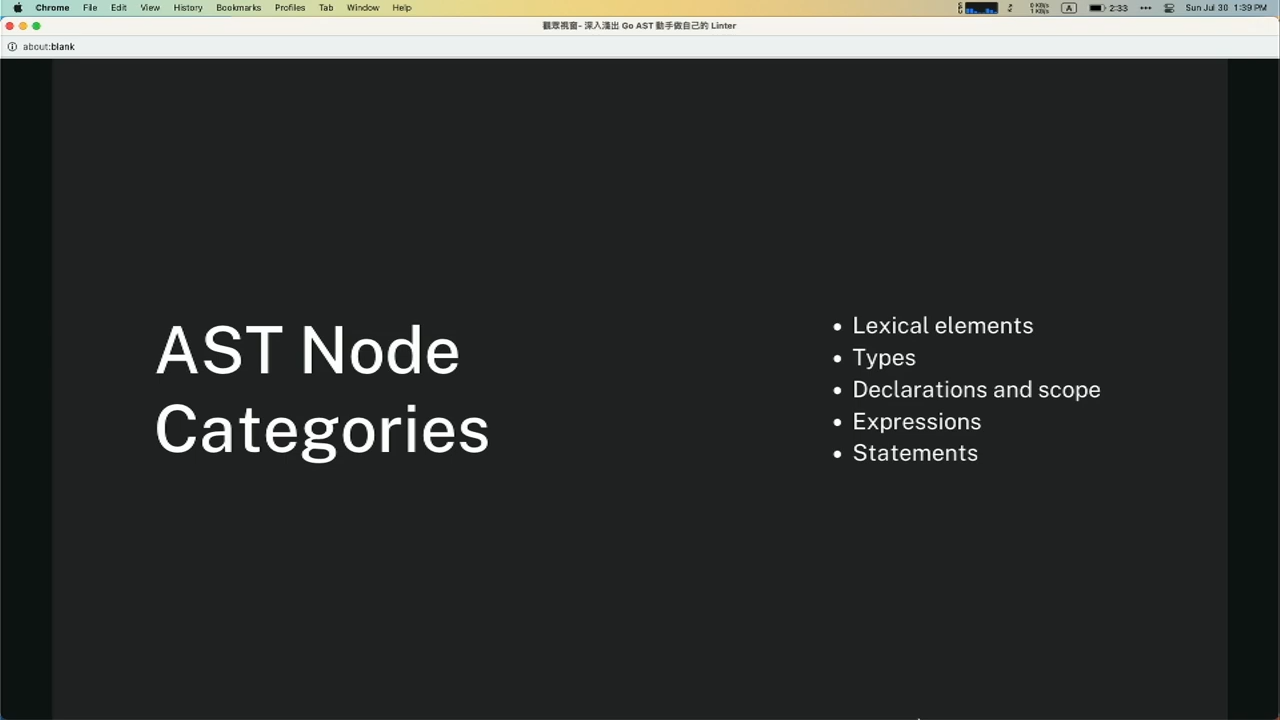 Chrome File Edit View History Bookmarks Profiles Tab Window Help
A 2:33 Sun Jul 30 1:39 PM
觀眾視窗- 深入淺出 Go AST 動手做自己的 Linter
about:blank
AST Node
Categories
• Lexical elements
• Types
• Declarations and scope
• Expressions
• Statements